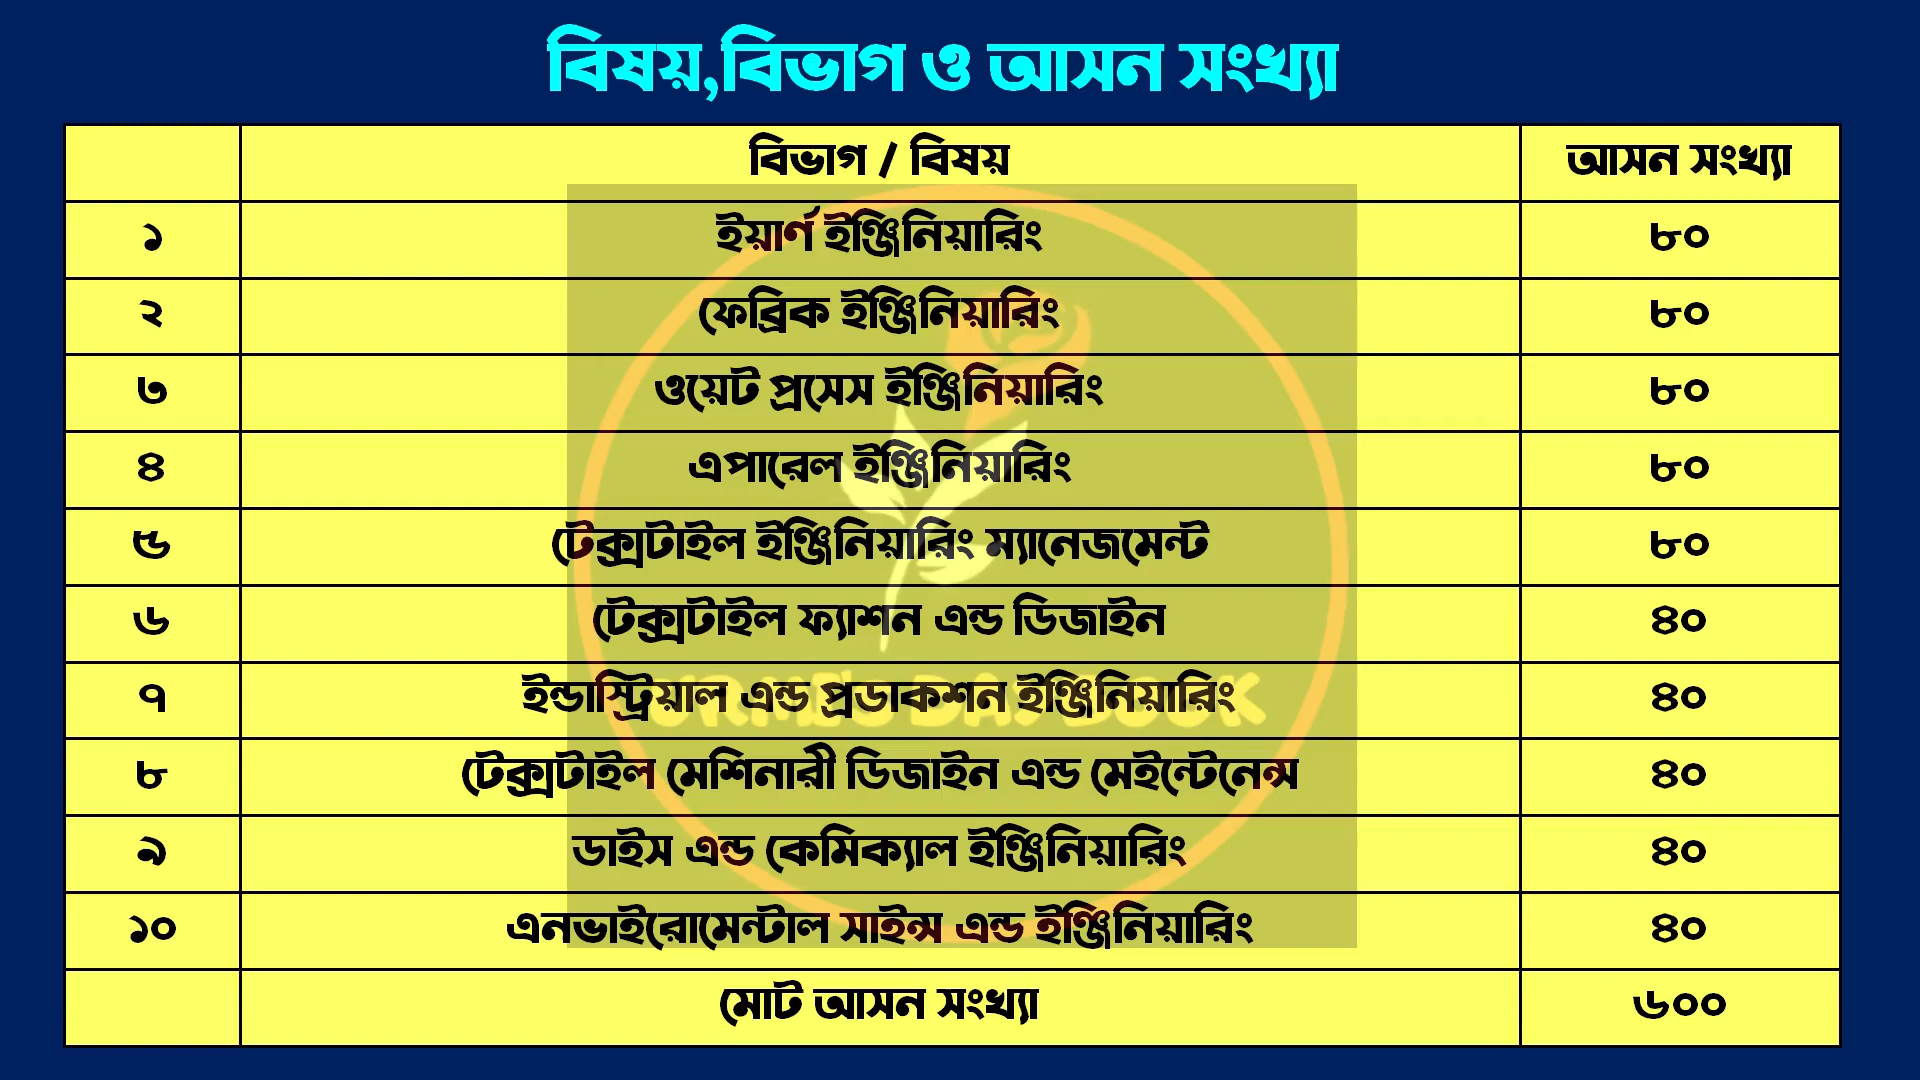 বিষয়,বিভাগ ও আসন সংখ্যা
বিভাগ / বিষয় আসন সংখ্যা
১ ইয়ার্ণ ইঞ্জিনিয়ারিং ৮০
২ ফেব্রিক ইঞ্জিনিয়ারিং ৮০
৩ ওয়েট প্রসেস ইঞ্জিনিয়ারিং ৮০
৪ এপারেল ইঞ্জিনিয়ারিং ৮০
৫ টেক্সটাইল ইঞ্জিনিয়ারিং ম্যানেজমেন্ট ৮০
৬ টেক্সটাইল ফ্যাশন এন্ড ডিজাইন ৪০
৭ ইন্ডাস্ট্রিয়াল এন্ড প্রডাকশন ইঞ্জিনিয়ারিং ৪০
৮ টেক্সটাইল মেশিনারী ডিজাইন এন্ড মেইন্টেনেন্স ৪০
৯ ডাইস এন্ড কেমিক্যাল ইঞ্জিনিয়ারিং ৪০
১০ এনভাইরোমেন্টাল সাইন্স এন্ড ইঞ্জিনিয়ারিং ৪০
মোট আসন সংখ্যা ৬০০
URMI'S DAY BOOK